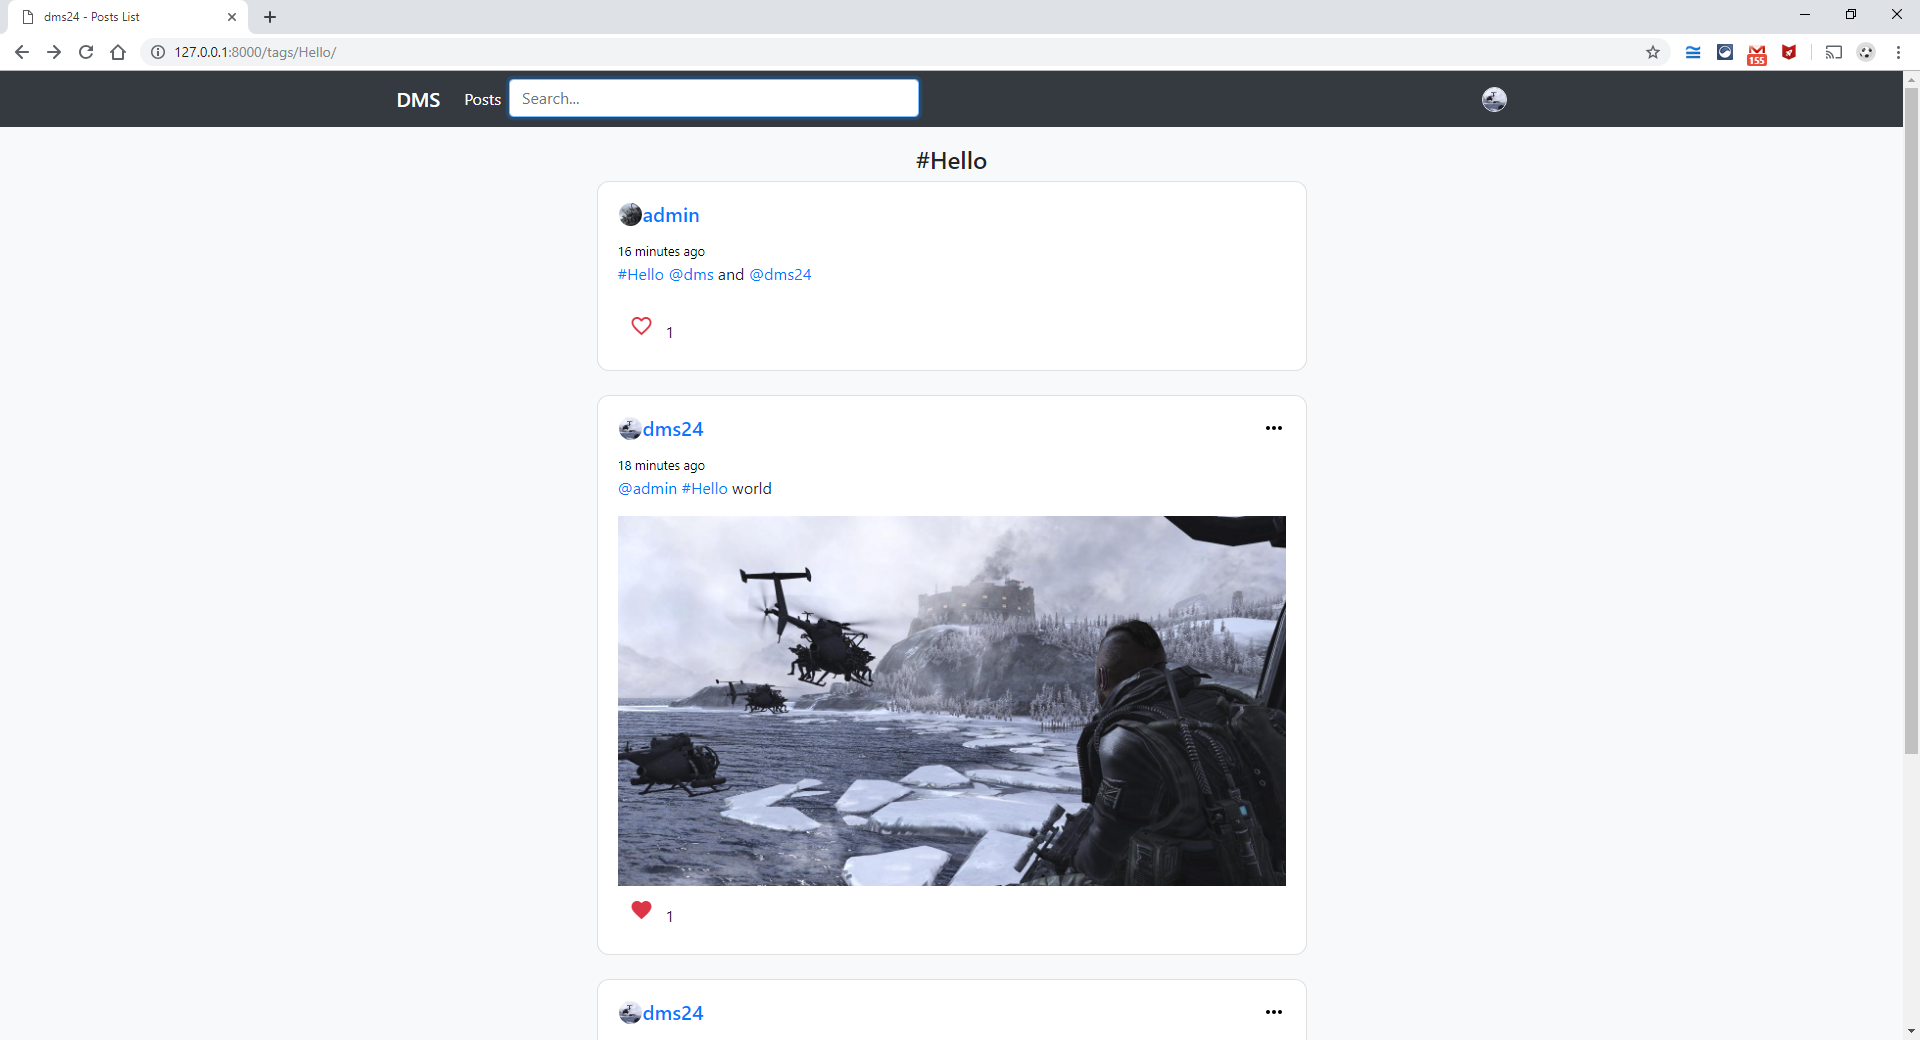 dms24 - Posts List
127.0.0.1:8000/tags/Hello/
155
DMS Posts Search...
#Hello
admin
16 minutes ago
#Hello @dms and @dms24
1
dms24
18 minutes ago
@admin #Hello world
1
dms24